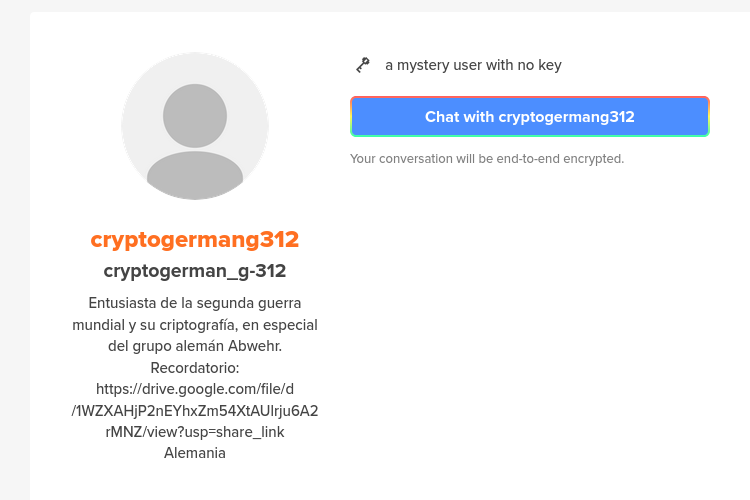 a mystery user with no key
Chat with cryptogermang312
Your conversation will be end-to-end encrypted.
cryptogermang312
cryptogerman_g-312
Entusiasta de la segunda guerra
mundial y su criptografía, en especial
del grupo alemán Abwehr.
Recordatorio:
https://drive.google.com/file/d
/1WZXAHjP2nEYhxZm54XtAUlrju6A2
rMNZ/view?usp=share_link
Alemania